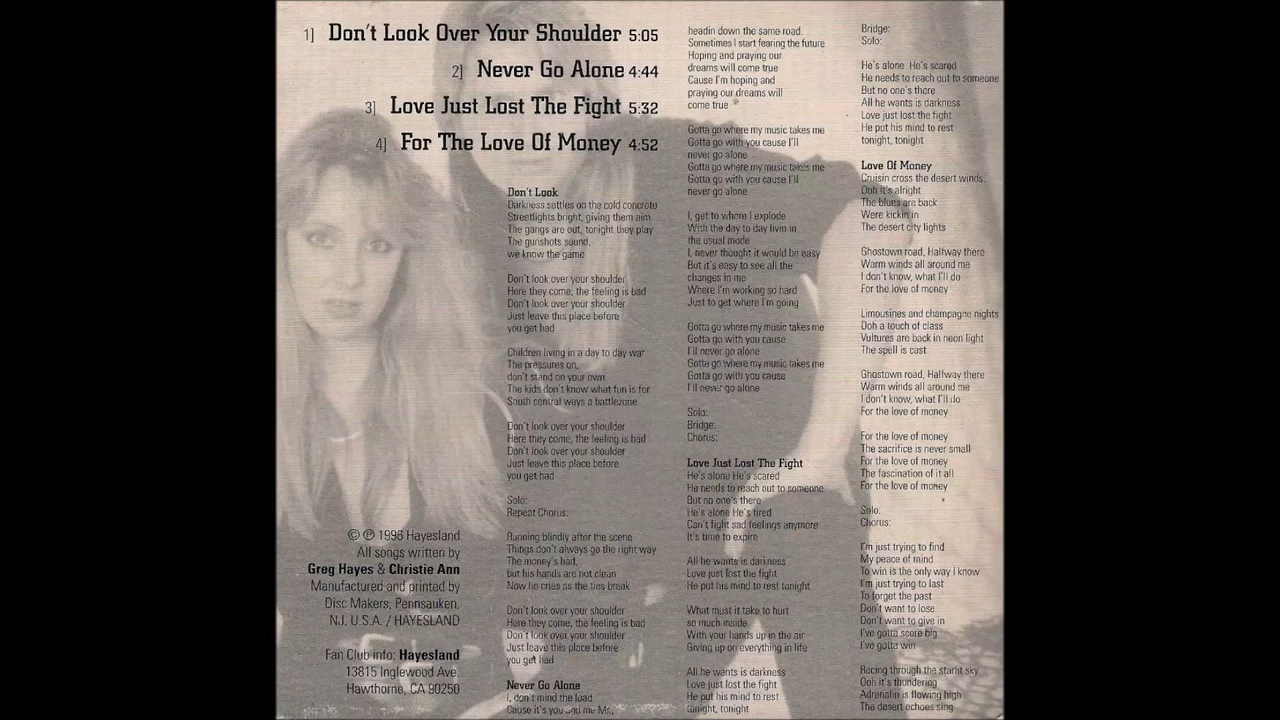 1] Don't Look Over Your Shoulder 5:05
2] Never Go Alone 4:44
3] Love Just Lost The Fight 5:32
4] For The Love Of Money 4:52
Don't Look
Darkness settles on the cold concrete
Streetlights bright, giving them aim
The gangs are out, tonight they play
The gunshots sound,
we know the game
Don't look over your shoulder
Here they come, the feeling is bad
Don't look over your shoulder
Just leave this place before
you get had
Children living in a day to day war
The pressures on,
don't stand on your own
The kids don't know what fun is for
South central ways a battlezone
Don't look over your shoulder
Here they come, the feeling is bad
Don't look over your shoulder
Just leave this place before
you get had
Solo:
Repeat Chorus:
Running blindly after the scene
Things don't always go the right way
The money's had,
but his hands are not clean
Now he cries as the ties break
Don't look over your shoulder
Here they come, the feeling is bad
Don't look over your shoulder
Just leave this place before
you get had
Never Go Alone
I, don't mind the load
Cause it's you and me Mr.,
headin down the same road.
Sometimes I start fearing the future
Hoping and praying our
dreams will come true
Cause I'm hoping and
praying our dreams will
come true
Gotta go where my music takes me
Gotta go with you cause I'll
never go alone
Gotta go where my music takes me
Gotta go with you cause I'll
never go alone
I, get to where I explode
With the day to day livin in
the usual mode
I, never thought it would be easy
But it's easy to see all the
changes in me
Where I'm working so hard
Just to get where I'm going
Gotta go where my music takes me
Gotta go with you cause
I'll never go alone
Gotta go where my music takes me
Gotta go with you cause
I'll never go alone
Solo:
Bridge:
Chorus:
Love Just Lost The Fight
He's alone He's scared
He needs to reach out to someone
But no one's there
He's alone He's tired
Can't fight sad feelings anymore
It's time to expire
All he wants is darkness
Love just lost the fight
He put his mind to rest tonight
What must it take to hurt
so much inside
With your hands up in the air
Giving up on everything in life
All he wants is darkness
Love just lost the fight
He put his mind to rest
tonight, tonight
Bridge:
Solo:
He's alone He's scared
He needs to reach out to someone
But no one's there
All he wants is darkness
Love just lost the fight
He put his mind to rest
tonight, tonight
Love Of Money
Cruisin cross the desert winds,
Ooh it's alright
The blues are back
Were kickin in
The desert city lights
Ghostown road, Halfway there
Warm winds all around me
I don't know, what I'll do
For the love of money
Limousines and champagne nights
Ooh a touch of class
Vultures are back in neon light
The spell is cast
Ghostown road, Halfway there
Warm winds all around me
I don't know, what I'll do
For the love of money
For the love of money
The sacrifice is never small
For the love of money
The fascination of it all
For the love of money
Solo:
Chorus:
I'm just trying to find
My peace of mind
To win is the only way I know
I'm just trying to last
To forget the past
Don't want to lose
Don't want to give in
I've gotta score big
I've gotta win
Racing through the starlit sky
Ooh it's thundering
Adrenalin is flowing high
The desert echoes sing
© ℗ 1996 Hayesland
All songs written by
Greg Hayes & Christie Ann
Manufactured and printed by
Disc Makers, Pennsauken,
NJ, U.S.A. / HAYESLAND
Fan Club info: Hayesland
13815 Inglewood Ave.
Hawthorne, CA 90250